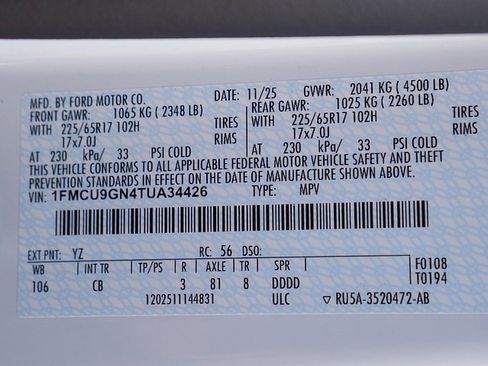 MFD. BY FORD MOTOR CO. DATE: 11/25 GVWR: 2041 KG ( 4500 LB)
FRONT GAWR: 1065 KG ( 2348 LB) REAR GAWR: 1025 KG ( 2260 LB)
WITH 225/65R17 102H TIRES WITH 225/65R17 102H TIRES
17x7.0J RIMS 17x7.0J RIMS
AT 230 kPa/ 33 PSI COLD AT 230 kPa/ 33 PSI COLD
THIS VEHICLE CONFORMS TO ALL APPLICABLE FEDERAL MOTOR VEHICLE SAFETY AND THEFT
PREVENTION STANDARDS IN EFFECT ON THE DATE OF MANUFACTURE SHOWN ABOVE.
VIN: 1FMCU9GN4TUA34426 TYPE: MPV
EXT PNT: YZ RC: 56 DSO: F0108
WB INT TR TP/PS R AXLE TR SPR T0194
106 CB 3 81 8 DDDD
1202511144831 ULC ▽ RU5A-3520472-AB